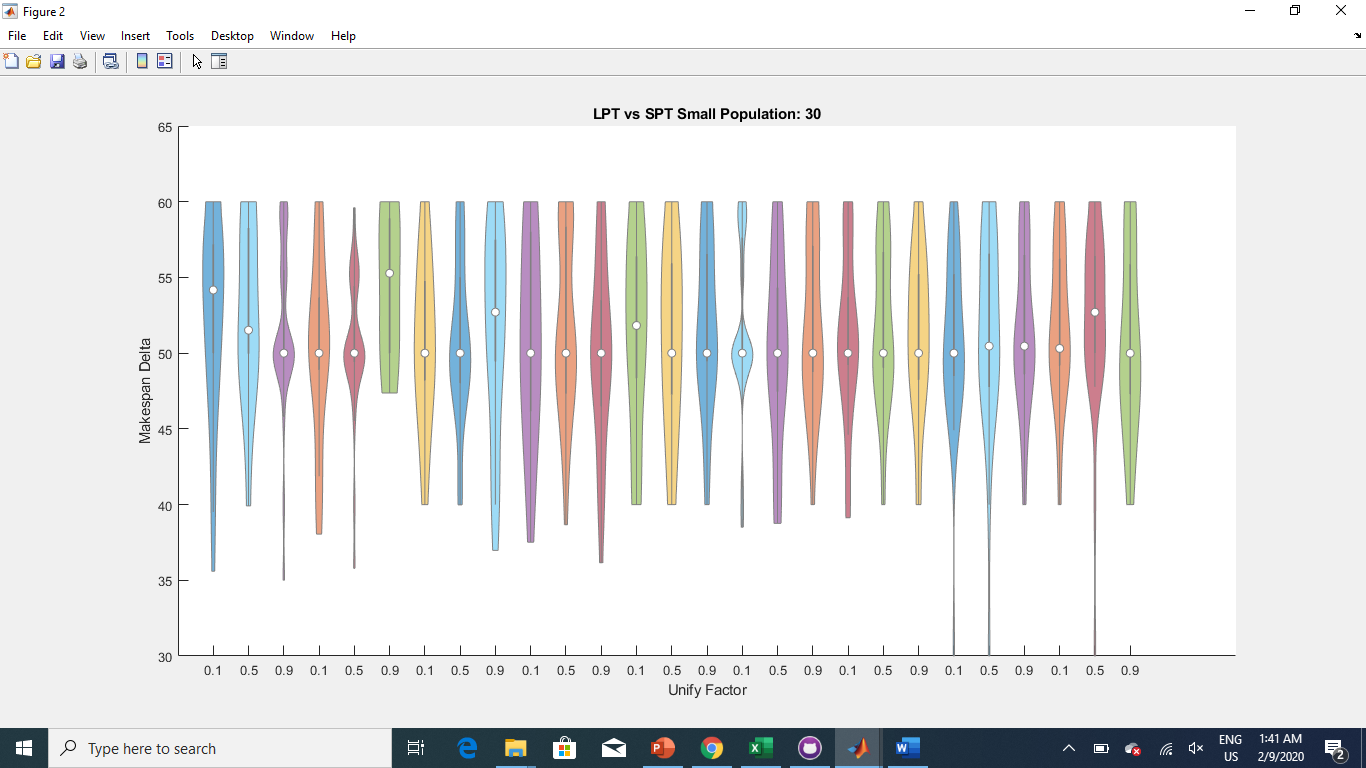 Figure 2
File Edit View Insert Tools Desktop Window Help
LPT vs SPT Small Population: 30
65
60
55
50
45
40
35
30
Makespan Delta
0.1 0.5 0.9 0.1 0.5 0.9 0.1 0.5 0.9 0.1 0.5 0.9 0.1 0.5 0.9 0.1 0.5 0.9 0.1 0.5 0.9 0.1 0.5 0.9 0.1 0.5 0.9
Unify Factor
Type here to search
ENG
US
1:41 AM
2/9/2020
2